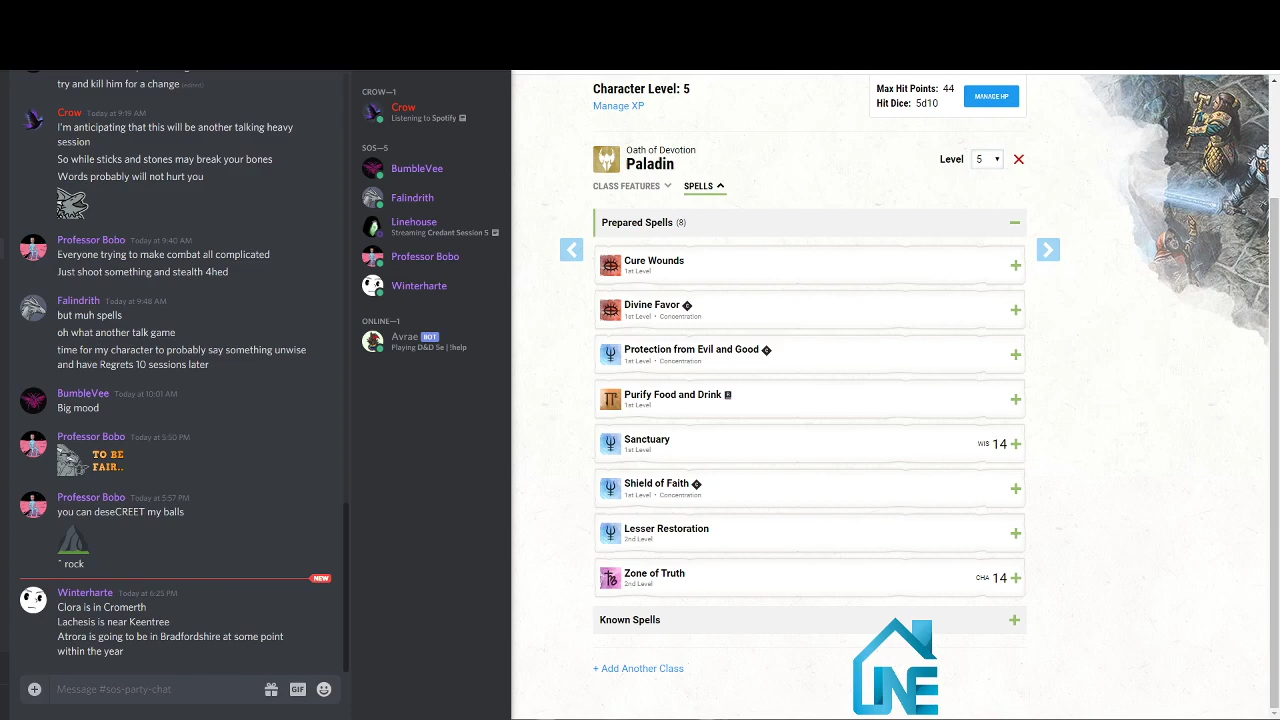 try and kill him for a change (edited)
Crow Today at 9:19 AM
I'm anticipating that this will be another talking heavy
session
So while sticks and stones may break your bones
Words probably will not hurt you
Professor Bobo Today at 9:40 AM
Everyone trying to make combat all complicated
Just shoot something and stealth 4hed
Falindrith Today at 9:48 AM
but muh spells
oh what another talk game
time for my character to probably say something unwise
and have Regrets 10 sessions later
BumbleVee Today at 10:01 AM
Big mood
Professor Bobo Today at 5:50 PM
TO BE
FAIR..
Professor Bobo Today at 5:57 PM
you can deseCREET my balls
ˆ rock
NEW
Winterharte Today at 6:25 PM
Clora is in Cromerth
Lachesis is near Keentree
Atrora is going to be in Bradfordshire at some point
within the year
Message #sos-party-chat
GIF
CROW—1
Crow
Listening to Spotify
SOS—5
BumbleVee
Falindrith
Linehouse
Streaming Credant Session 5
Professor Bobo
Winterharte
ONLINE—1
Avrae BOT
Playing D&D 5e | !help
Character Level: 5
Manage XP
Max Hit Points: 44
Hit Dice: 5d10
MANAGE HP
Oath of Devotion
Paladin
Level 5
CLASS FEATURES
SPELLS
Prepared Spells (8)
Cure Wounds
1st Level
Divine Favor
1st Level • Concentration
Protection from Evil and Good
1st Level • Concentration
Purify Food and Drink
1st Level
Sanctuary
1st Level
WIS 14
Shield of Faith
1st Level • Concentration
Lesser Restoration
2nd Level
Zone of Truth
2nd Level
CHA 14
Known Spells
+ Add Another Class
LINE